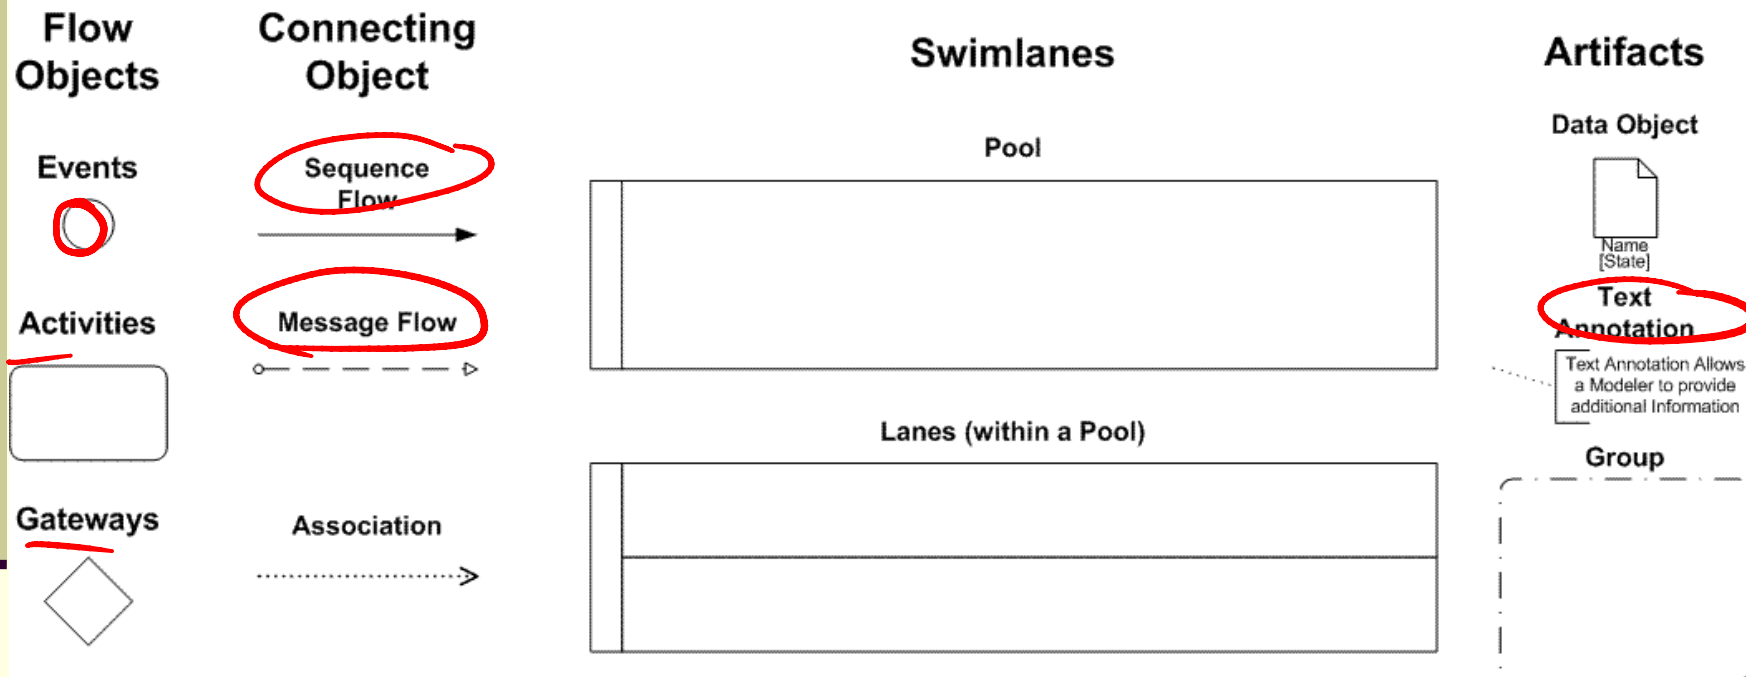 Flow
Objects
Events
Activities
Gateways
Connecting
Object
Sequence
Flow
Message Flow
Association
Swimlanes
Pool
Lanes (within a Pool)
Artifacts
Data Object
Name
[State]
Text
Annotation
Text Annotation Allows
a Modeler to provide
additional Information
Group